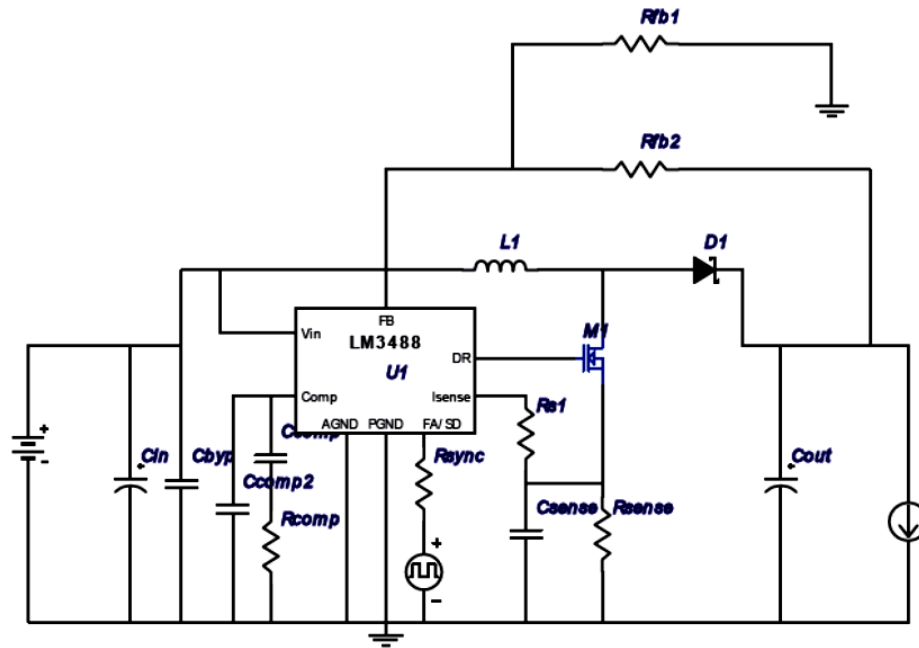 Rfb1
Rfb2
L1
D1
FB
Vin
LM3488
M1
DR
U1
Comp
Isense
Rs1
AGND PGND FA/SD
Ccomp
+
Cin
Cbyp
Rsync
+
Cout
-
+
Ccomp2
Csense
Rsense
Rcomp
+
-